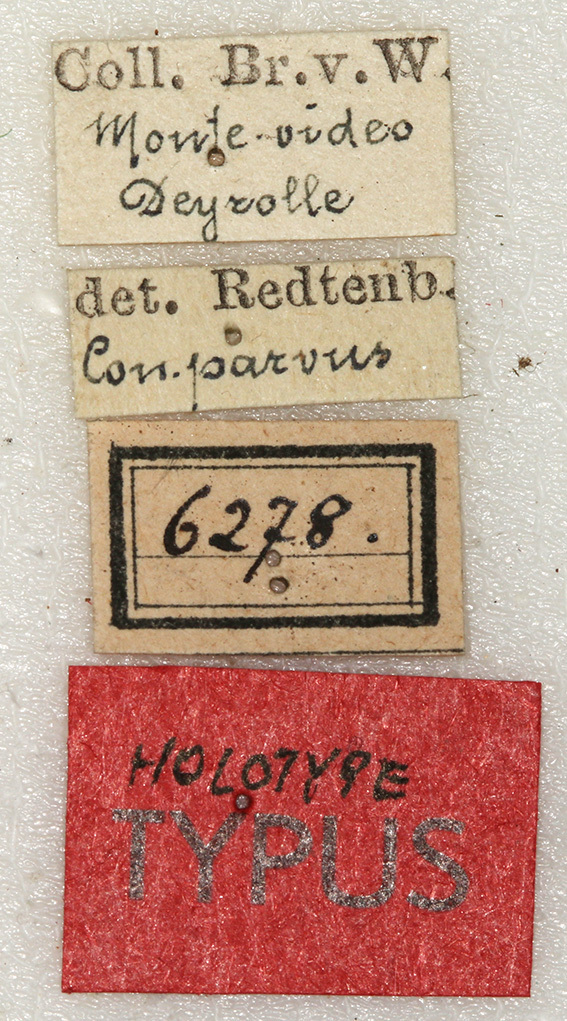 Coll. Br. v. W.
Monte-video
Deyrolle
det. Redtenb.
Con. parvus
6278.
HOLOTYPE
TYPUS